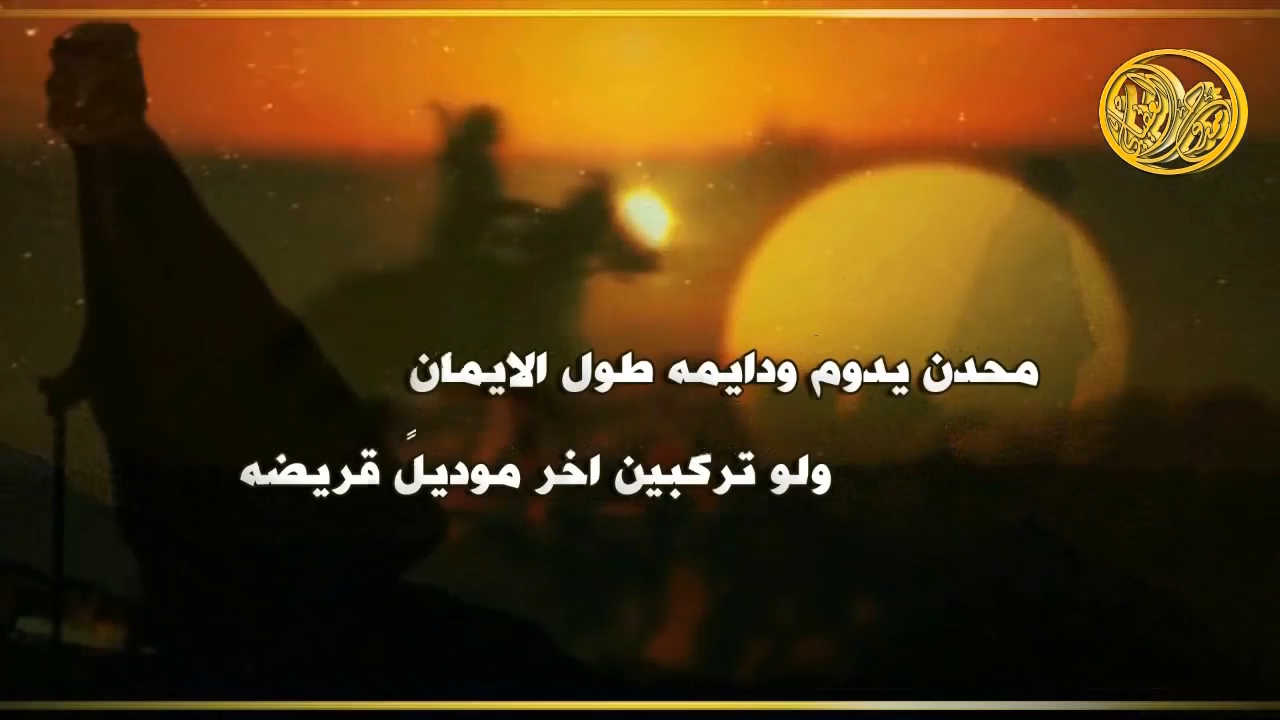 محدن يدوم ودايمه طول الايمان
ولو تركبين اخر موديلً قريضه